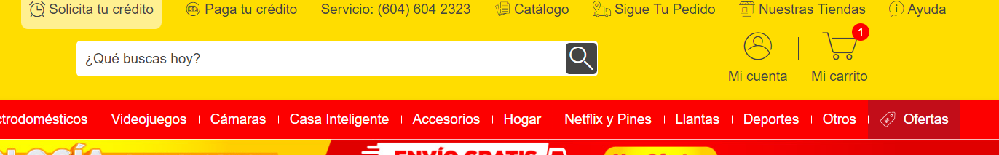 Solicita tu crédito Paga tu crédito Servicio: (604) 604 2323 Catálogo Sigue Tu Pedido Nuestras Tiendas Ayuda
¿Qué buscas hoy? 1
Mi cuenta Mi carrito
ctrodomésticos Videojuegos Cámaras Casa Inteligente Accesorios Hogar Netflix y Pines Llantas Deportes Otros Ofertas
OLOGÍA ENVÍO GRATIS